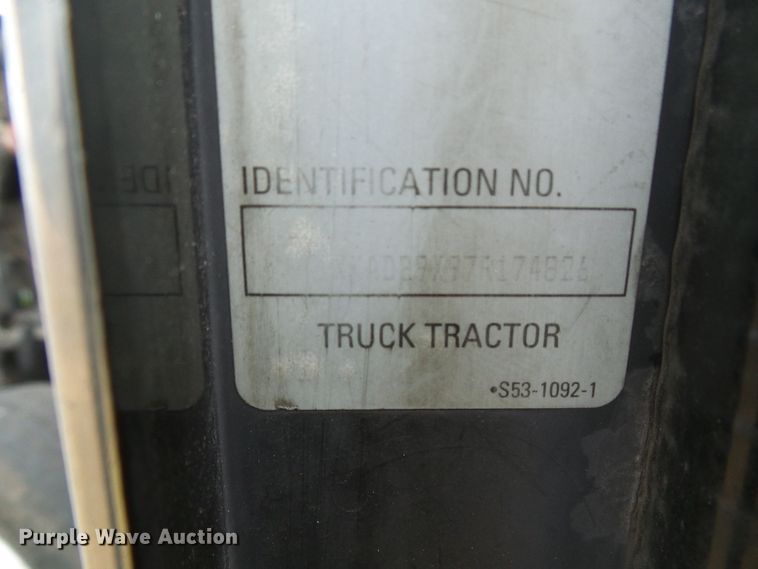 IDENTIFICATION NO.
TRUCK TRACTOR
•S53-1092-1
Purple Wave Auction